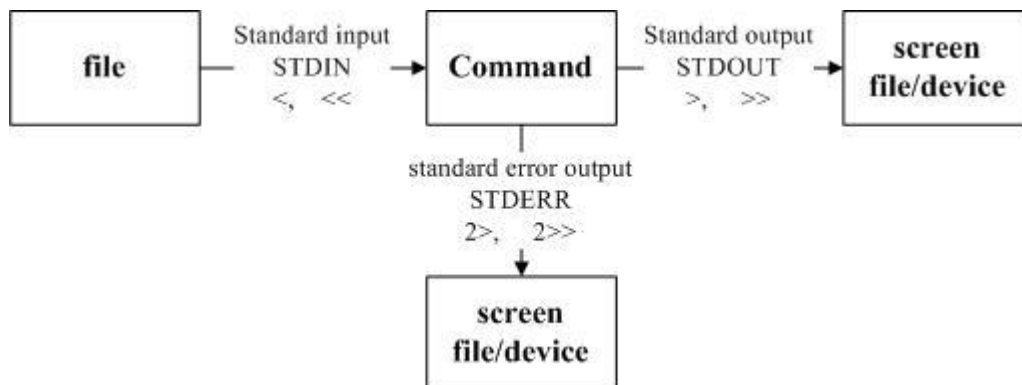 file
Standard input
STDIN
<, <<
Command
Standard output
STDOUT
>, >>
screen
file/device
standard error output
STDERR
2>, 2>>
screen
file/device